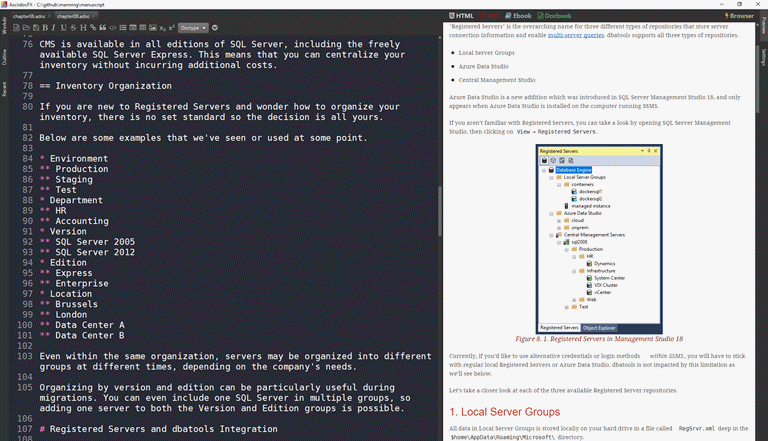 AsciidocFX - C:\github\manning\manuscript
chapter06.adoc
chapter08.adoc
Doctype
HTML
Ebook
Docbook
Browser
Workdir
Outline
Recent
Preview
Settings
76 CMS is available in all editions of SQL Server, including the freely
available SQL Server Express. This means that you can centralize your
inventory without incurring additional costs.
77
78 == Inventory Organization
79
80 If you are new to Registered Servers and wonder how to organize your
inventory, there is no set standard so the decision is all yours.
81
82 Below are some examples that we've seen or used at some point.
83
84 * Environment
85 ** Production
86 ** Staging
87 ** Test
88 * Department
89 ** HR
90 ** Accounting
91 * Version
92 ** SQL Server 2005
93 ** SQL Server 2012
94 * Edition
95 ** Express
96 ** Enterprise
97 * Location
98 ** Brussels
99 ** London
100 ** Data Center A
101 ** Data Center B
102
103 Even within the same organization, servers may be organized into different
groups at different times, depending on the company's needs.
104
105 Organizing by version and edition can be particularly useful during
migrations. You can even include one SQL Server in multiple groups, so
adding one server to both the Version and Edition groups is possible.
106
107 # Registered Servers and dbatools Integration
"Registered Servers" is the overarching name for three different types of repositories that store server
connection information and enable multi-server queries. dbatools supports all three types of repositories.
Local Server Groups
Azure Data Studio
Central Management Studio
Azure Data Studio is a new addition which was introduced in SQL Server Management Studio 18, and only
appears when Azure Data Studio is installed on the computer running SSMS.
If you aren't familiar with Registered Servers, you can take a look by opening SQL Server Management
Studio, then clicking on View → Registered Servers.
Registered Servers
Database Engine
Local Server Groups
containers
dockersql1
dockersql2
managed instance
Azure Data Studio
cloud
onprem
Central Management Servers
sql2008
Production
HR
Dynamics
Infrastructure
System Center
VDI Cluster
vCenter
Web
Test
Registered Servers
Object Explorer
Figure 8. 1. Registered Servers in Management Studio 18
Currently, if you'd like to use alternative credentials or login methods within SSMS, you will have to stick
with regular local Registered Servers or Azure Data Studio. dbatools is not impacted by this limitation as
we'll see below.
Let's take a closer look at each of the three available Registered Server repositories.
1. Local Server Groups
All data in Local Server Groups is stored locally on your hard drive in a file called RegSrvr.xml deep in the
$home\AppData\Roaming\Microsoft\ directory.